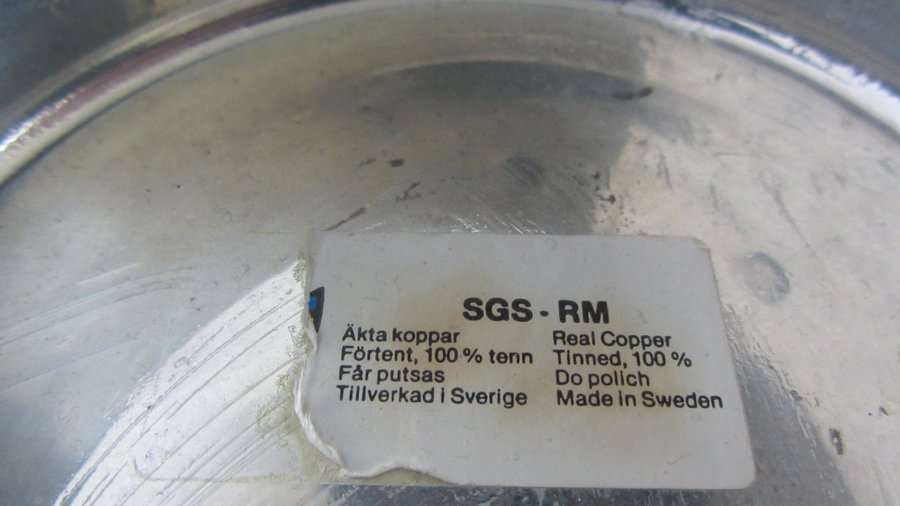 SGS - RM
Äkta koppar Real Copper
Förtent, 100 % tenn Tinned, 100 %
Får putsas Do polich
Tillverkad i Sverige Made in Sweden